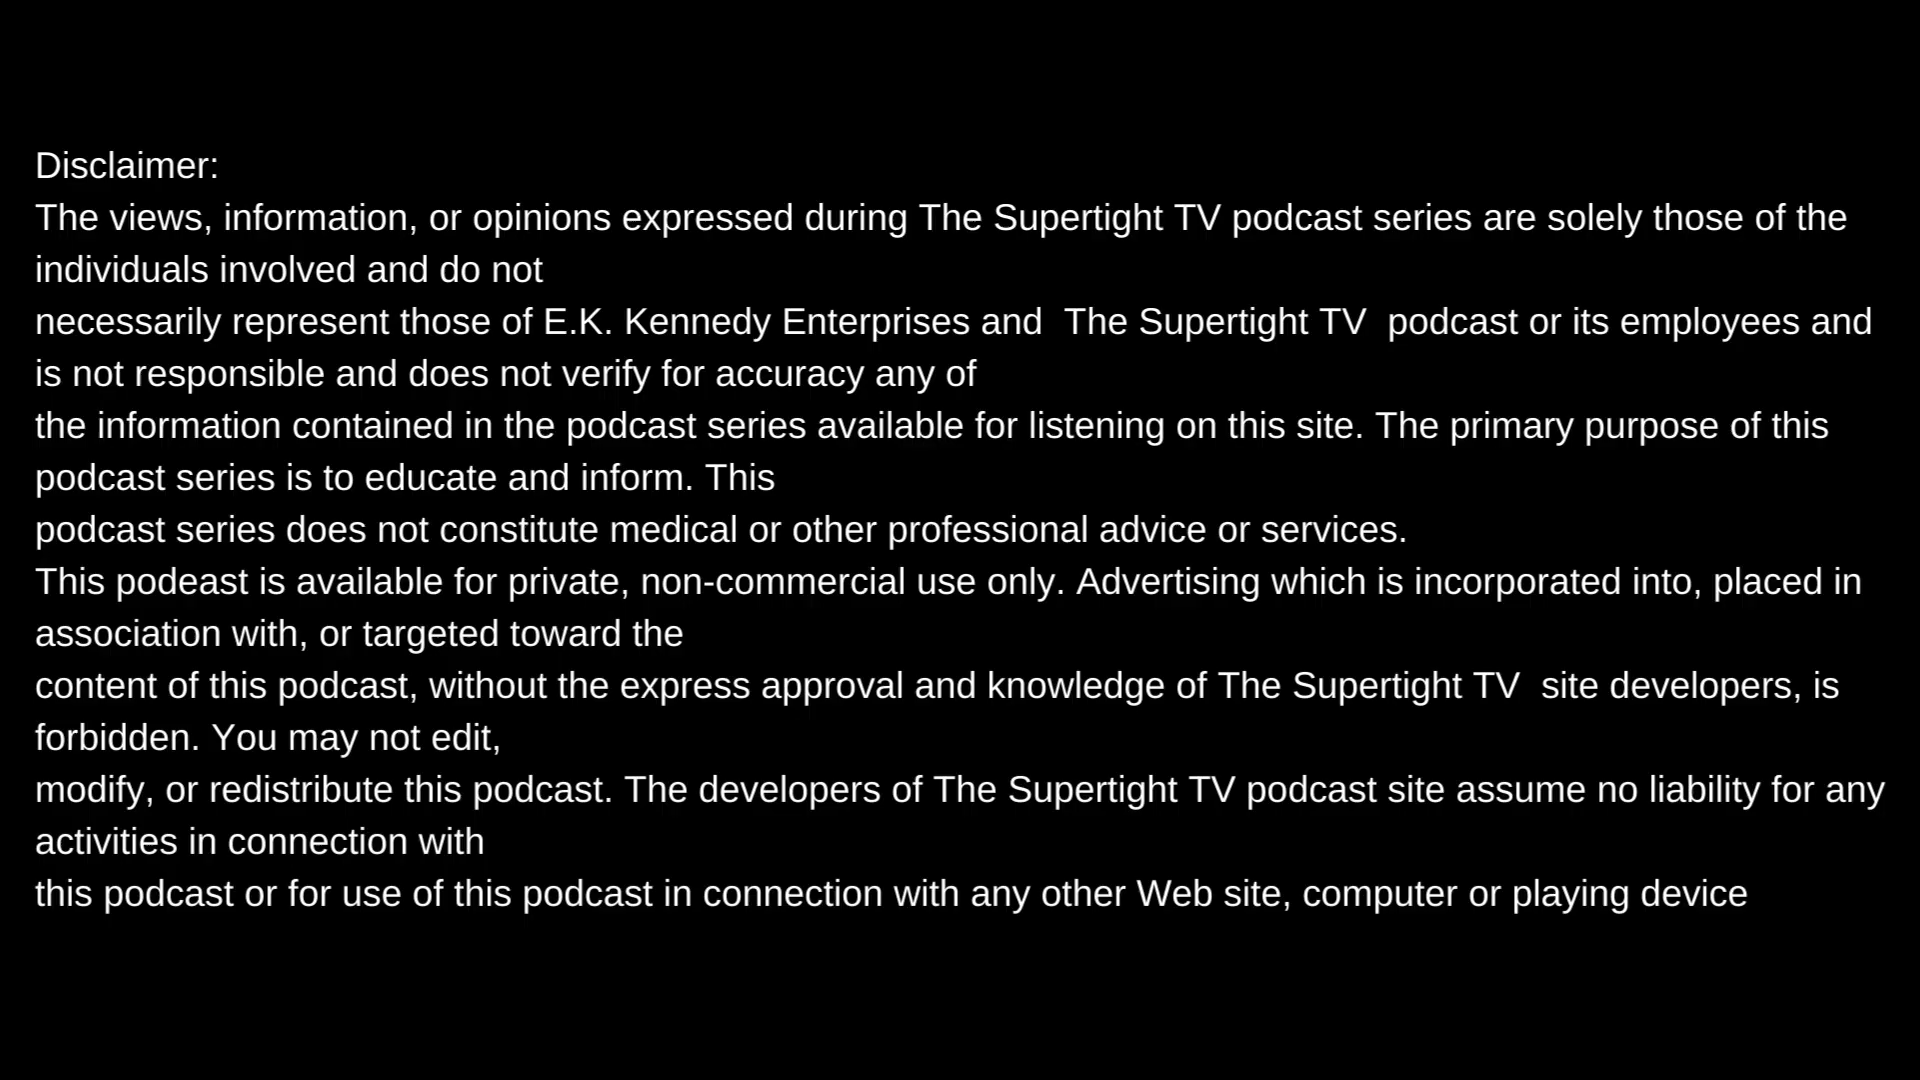 Disclaimer:
The views, information, or opinions expressed during The Supertight TV podcast series are solely those of the
individuals involved and do not
necessarily represent those of E.K. Kennedy Enterprises and  The Supertight TV  podcast or its employees and
is not responsible and does not verify for accuracy any of
the information contained in the podcast series available for listening on this site. The primary purpose of this
podcast series is to educate and inform. This
podcast series does not constitute medical or other professional advice or services.
This podeast is available for private, non-commercial use only. Advertising which is incorporated into, placed in
association with, or targeted toward the
content of this podcast, without the express approval and knowledge of The Supertight TV  site developers, is
forbidden. You may not edit,
modify, or redistribute this podcast. The developers of The Supertight TV podcast site assume no liability for any
activities in connection with
this podcast or for use of this podcast in connection with any other Web site, computer or playing device